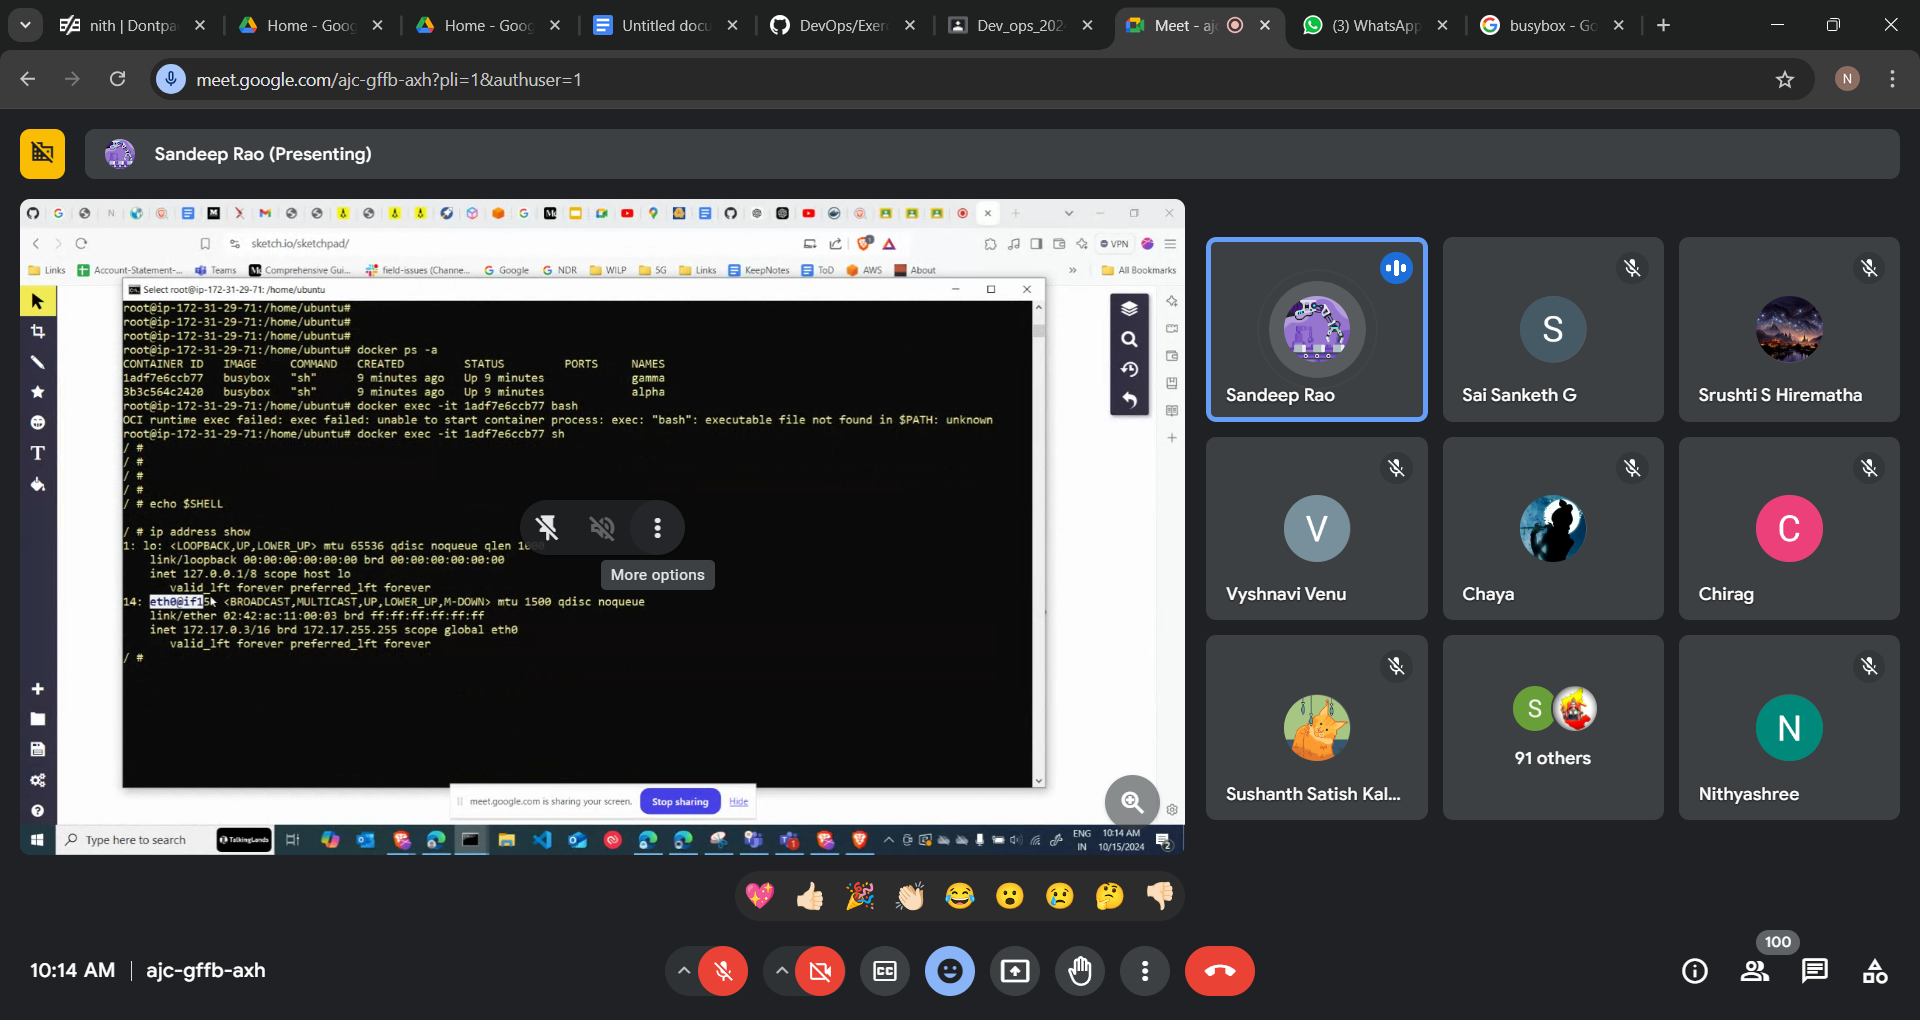 nith | Dontpa
Home - Goog
Home - Goog
Untitled docu
DevOps/Exer
Dev_ops_202
Meet - aj
(3) WhatsApp
busybox - Go
meet.google.com/ajc-gffb-axh?pli=1&authuser=1
N
Sandeep Rao (Presenting)
sketch.io/sketchpad/
VPN
Links
Account-Statement-...
Teams
Comprehensive Gui...
field-issues (Channe...
Google
NDR
WILP
5G
Links
KeepNotes
ToD
AWS
About
»
All Bookmarks
Select root@ip-172-31-29-71: /home/ubuntu
root@ip-172-31-29-71:/home/ubuntu#
root@ip-172-31-29-71:/home/ubuntu#
root@ip-172-31-29-71:/home/ubuntu#
root@ip-172-31-29-71:/home/ubuntu# docker ps -a
CONTAINER ID IMAGE COMMAND CREATED STATUS PORTS NAMES
1adf7e6ccb77 busybox "sh" 9 minutes ago Up 9 minutes gamma
3b3c564c2420 busybox "sh" 9 minutes ago Up 9 minutes alpha
root@ip-172-31-29-71:/home/ubuntu# docker exec -it 1adf7e6ccb77 bash
OCI runtime exec failed: exec failed: unable to start container process: exec: "bash": executable file not found in $PATH: unknown
root@ip-172-31-29-71:/home/ubuntu# docker exec -it 1adf7e6ccb77 sh
/ #
/ #
/ #
/ #
/ # echo $SHELL
/ # ip address show
1: lo: <LOOPBACK,UP,LOWER_UP> mtu 65536 qdisc noqueue qlen 1000
link/loopback 00:00:00:00:00:00 brd 00:00:00:00:00:00
inet 127.0.0.1/8 scope host lo
valid_lft forever preferred_lft forever
14: eth0@if15: <BROADCAST,MULTICAST,UP,LOWER_UP,M-DOWN> mtu 1500 qdisc noqueue
link/ether 02:42:ac:11:00:03 brd ff:ff:ff:ff:ff:ff
inet 172.17.0.3/16 brd 172.17.255.255 scope global eth0
valid_lft forever preferred_lft forever
/ #
More options
meet.google.com is sharing your screen.
Stop sharing
Hide
Type here to search
TalkingLands
ENG
IN
10:14 AM
10/15/2024
2
Sandeep Rao
S
Sai Sanketh G
Srushti S Hirematha
V
Vyshnavi Venu
Chaya
C
Chirag
Sushanth Satish Kal...
S
91 others
N
Nithyashree
10:14 AM | ajc-gffb-axh
CC
100